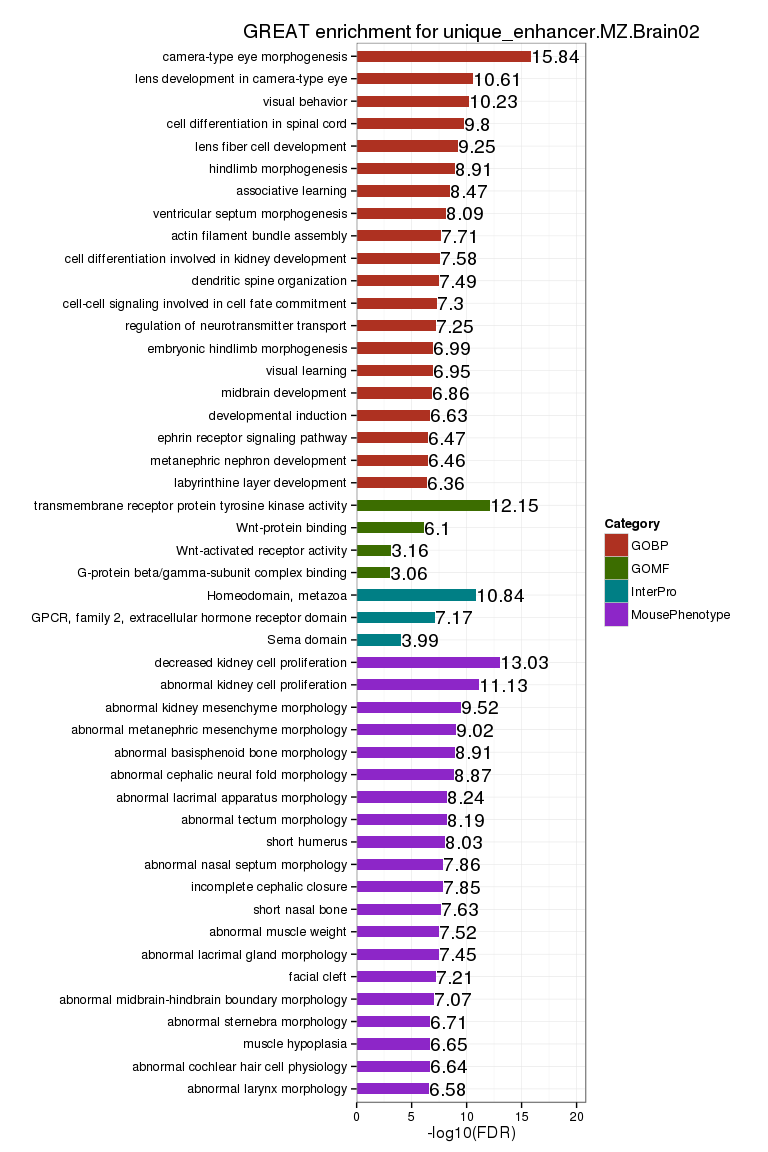 GREAT enrichment for unique_enhancer.MZ.Brain02
camera-type eye morphogenesis 15.84
lens development in camera-type eye 10.61
visual behavior 10.23
cell differentiation in spinal cord 9.8
lens fiber cell development 9.25
hindlimb morphogenesis 8.91
associative learning 8.47
ventricular septum morphogenesis 8.09
actin filament bundle assembly 7.71
cell differentiation involved in kidney development 7.58
dendritic spine organization 7.49
cell-cell signaling involved in cell fate commitment 7.3
regulation of neurotransmitter transport 7.25
embryonic hindlimb morphogenesis 6.99
visual learning 6.95
midbrain development 6.86
developmental induction 6.63
ephrin receptor signaling pathway 6.47
metanephric nephron development 6.46
labyrinthine layer development 6.36
transmembrane receptor protein tyrosine kinase activity 12.15
Wnt-protein binding 6.1
Wnt-activated receptor activity 3.16
G-protein beta/gamma-subunit complex binding 3.06
Homeodomain, metazoa 10.84
GPCR, family 2, extracellular hormone receptor domain 7.17
Sema domain 3.99
decreased kidney cell proliferation 13.03
abnormal kidney cell proliferation 11.13
abnormal kidney mesenchyme morphology 9.52
abnormal metanephric mesenchyme morphology 9.02
abnormal basisphenoid bone morphology 8.91
abnormal cephalic neural fold morphology 8.87
abnormal lacrimal apparatus morphology 8.24
abnormal tectum morphology 8.19
short humerus 8.03
abnormal nasal septum morphology 7.86
incomplete cephalic closure 7.85
short nasal bone 7.63
abnormal muscle weight 7.52
abnormal lacrimal gland morphology 7.45
facial cleft 7.21
abnormal midbrain-hindbrain boundary morphology 7.07
abnormal sternebra morphology 6.71
muscle hypoplasia 6.65
abnormal cochlear hair cell physiology 6.64
abnormal larynx morphology 6.58
0 5 10 15 20
-log10(FDR)
Category
GOBP
GOMF
InterPro
MousePhenotype